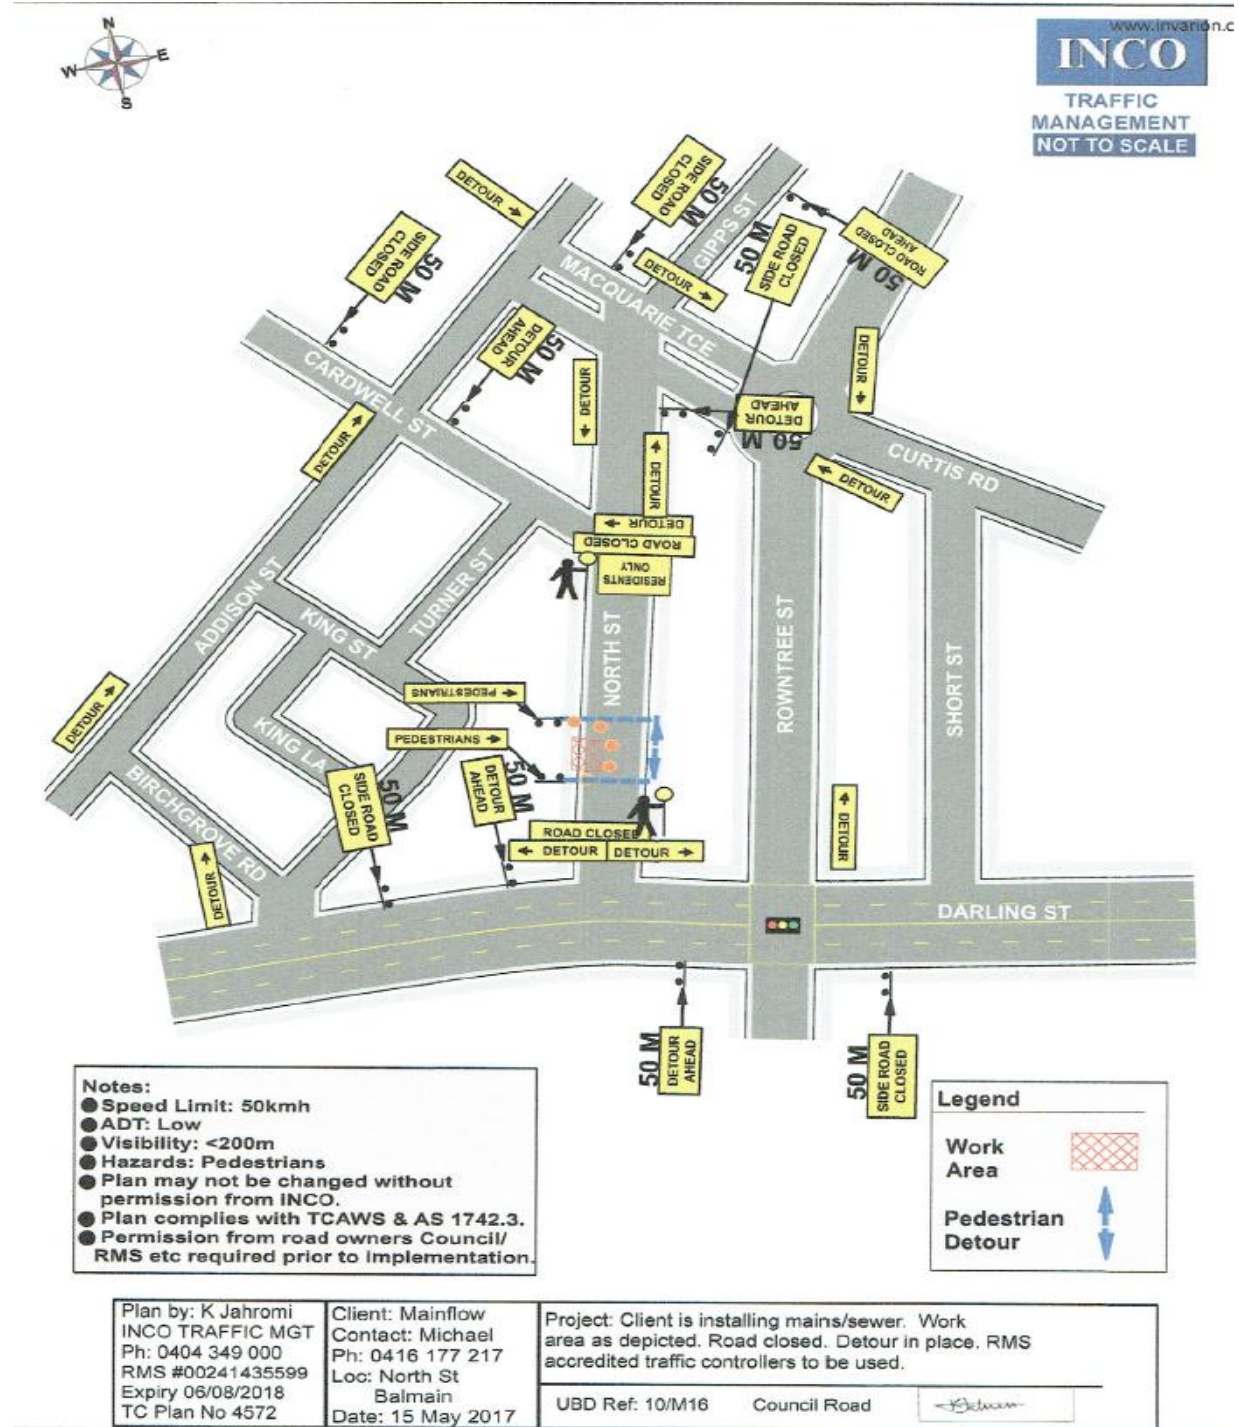 N
W
E
S
www.invarion.c
INCO
TRAFFIC
MANAGEMENT
NOT TO SCALE
DETOUR →
SIDE ROAD
CLOSED
50 M
GIPPS ST
SIDE ROAD
CLOSED
50 M
ROAD CLOSED
AHEAD
50 M
SIDE ROAD
CLOSED
50 M
DETOUR →
MACQUARIE TCE
DETOUR
AHEAD
50 M
CARDWELL ST
DETOUR →
DETOUR →
DETOUR →
DETOUR
AHEAD
50 M
CURTIS RD
DETOUR →
← DETOUR
DETOUR →
DETOUR →
ROAD CLOSED
RESIDENTS
ONLY
ADDISON ST
KING ST
TURNER ST
NORTH ST
ROWNTREE ST
SHORT ST
DETOUR →
← PEDESTRIANS
PEDESTRIANS →
KING LA
BIRCHGROVE RD
SIDE ROAD
CLOSED
50 M
DETOUR
AHEAD
50 M
ROAD CLOSED
← DETOUR
DETOUR →
DETOUR →
DETOUR →
DARLING ST
50 M
DETOUR
AHEAD
50 M
SIDE ROAD
CLOSED
Notes:
● Speed Limit: 50kmh
● ADT: Low
● Visibility: <200m
● Hazards: Pedestrians
● Plan may not be changed without
permission from INCO.
● Plan complies with TCAWS & AS 1742.3.
● Permission from road owners Council/
RMS etc required prior to Implementation.
Legend
Work
Area
Pedestrian
Detour
Plan by: K Jahromi
INCO TRAFFIC MGT
Ph: 0404 349 000
RMS #00241435599
Expiry 06/08/2018
TC Plan No 4572
Client: Mainflow
Contact: Michael
Ph: 0416 177 217
Loc: North St
Balmain
Date: 15 May 2017
Project: Client is installing mains/sewer. Work
area as depicted. Road closed. Detour in place. RMS
accredited traffic controllers to be used.
UBD Ref: 10/M16
Council Road